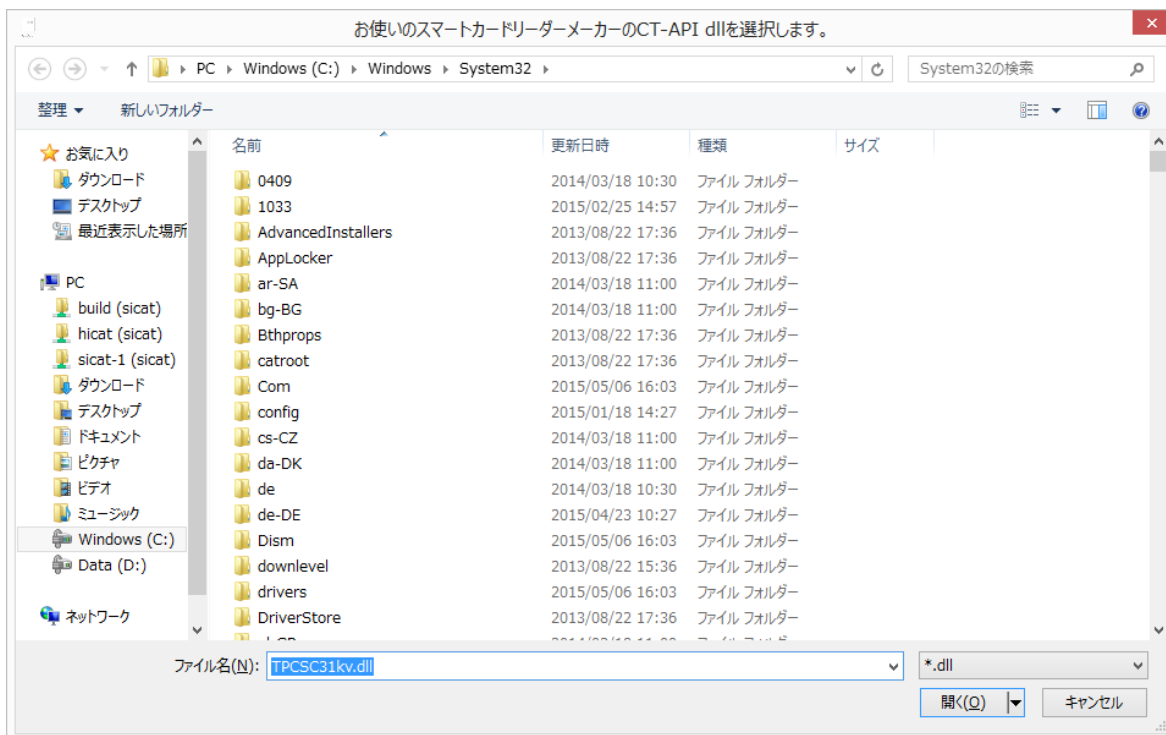 お使いのスマートカードリーダーメーカーのCT-API dllを選択します。
PC Windows (C:) Windows System32 System32の検索
整理 新しいフォルダー
名前 更新日時 種類 サイズ
お気に入り
ダウンロード
デスクトップ
最近表示した場所
PC
build (sicat)
hicat (sicat)
sicat-1 (sicat)
ダウンロード
デスクトップ
ドキュメント
ピクチャ
ビデオ
ミュージック
Windows (C:)
Data (D:)
ネットワーク
0409 2014/03/18 10:30 ファイル フォルダー
1033 2015/02/25 14:57 ファイル フォルダー
AdvancedInstallers 2013/08/22 17:36 ファイル フォルダー
AppLocker 2013/08/22 17:36 ファイル フォルダー
ar-SA 2014/03/18 11:00 ファイル フォルダー
bg-BG 2014/03/18 11:00 ファイル フォルダー
Bthprops 2013/08/22 17:36 ファイル フォルダー
catroot 2013/08/22 17:36 ファイル フォルダー
Com 2015/05/06 16:03 ファイル フォルダー
config 2015/01/18 14:27 ファイル フォルダー
cs-CZ 2014/03/18 11:00 ファイル フォルダー
da-DK 2014/03/18 11:00 ファイル フォルダー
de 2014/03/18 10:30 ファイル フォルダー
de-DE 2015/04/23 10:27 ファイル フォルダー
Dism 2015/05/06 16:03 ファイル フォルダー
downlevel 2013/08/22 15:36 ファイル フォルダー
drivers 2015/05/06 16:03 ファイル フォルダー
DriverStore 2013/08/22 17:36 ファイル フォルダー
ファイル名(N): TPCSC31kv.dll *.dll
開く(O) キャンセル